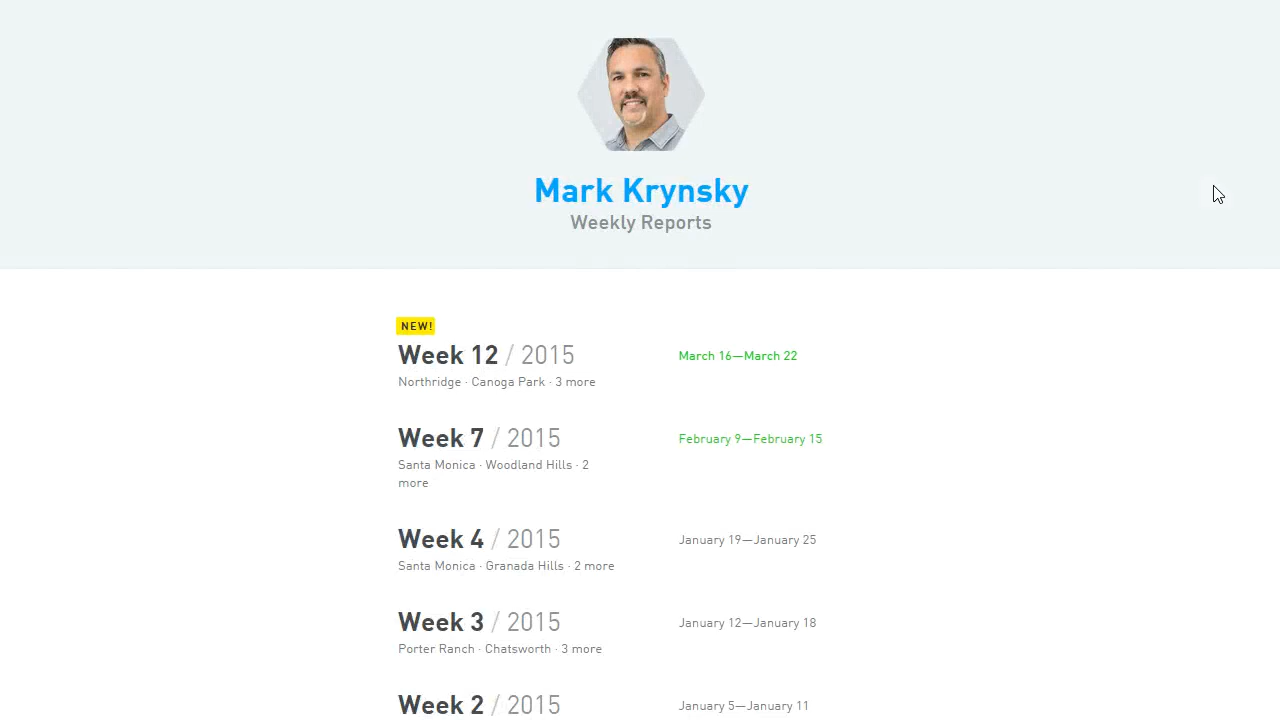 Mark Krynsky
Weekly Reports
NEW!
Week 12 / 2015
March 16—March 22
Northridge · Canoga Park · 3 more
Week 7 / 2015
February 9—February 15
Santa Monica · Woodland Hills · 2
more
Week 4 / 2015
January 19—January 25
Santa Monica · Granada Hills · 2 more
Week 3 / 2015
January 12—January 18
Porter Ranch · Chatsworth · 3 more
Week 2 / 2015
January 5—January 11